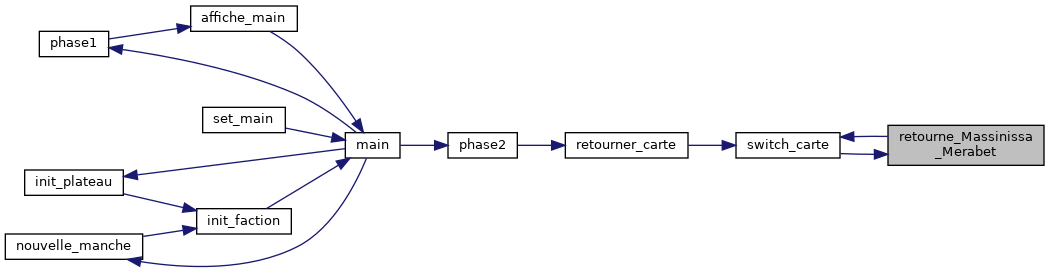 affiche_main
phase1
set_main
main
phase2
retourner_carte
switch_carte
retourne_Massinissa
_Merabet
init_plateau
init_faction
nouvelle_manche